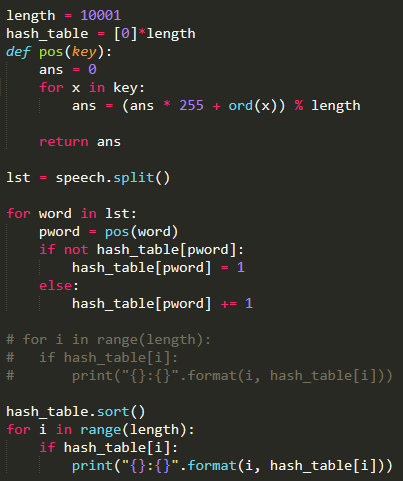 length = 10001
hash_table = [0]*length
def pos(key):
    ans = 0
    for x in key:
        ans = (ans * 255 + ord(x)) % length
    return ans
lst = speech.split()
for word in lst:
    pword = pos(word)
    if not hash_table[pword]:
        hash_table[pword] = 1
    else:
        hash_table[pword] += 1
# for i in range(length):
#   if hash_table[i]:
#       print("{}:{}".format(i, hash_table[i]))
hash_table.sort()
for i in range(length):
    if hash_table[i]:
        print("{}:{}".format(i, hash_table[i]))